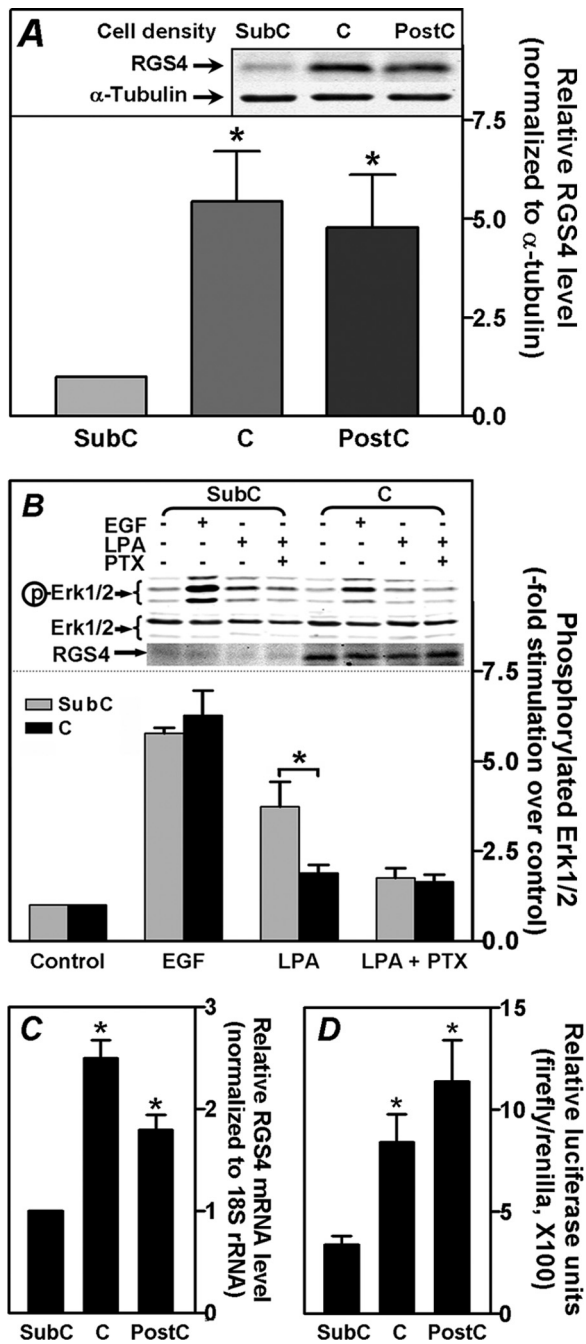 A
Cell density SubC C PostC
RGS4
α-Tubulin
* *
7.5
5.0
2.5
0.0
Relative RGS4 level
(normalized to α-tubulin)
SubC C PostC
B
SubC C
EGF - + - - - + - -
LPA - - + + - - + +
PTX - - - + - - - +
p-Erk1/2
Erk1/2
RGS4
SubC
C
*
7.5
5.0
2.5
0.0
Phosphorylated Erk1/2
(-fold stimulation over control)
Control EGF LPA LPA + PTX
C
* *
3
2
1
0
Relative RGS4 mRNA level
(normalized to 18S rRNA)
SubC C PostC
D
* *
15
10
5
0
Relative luciferase units
(firefly/renilla, X100)
SubC C PostC